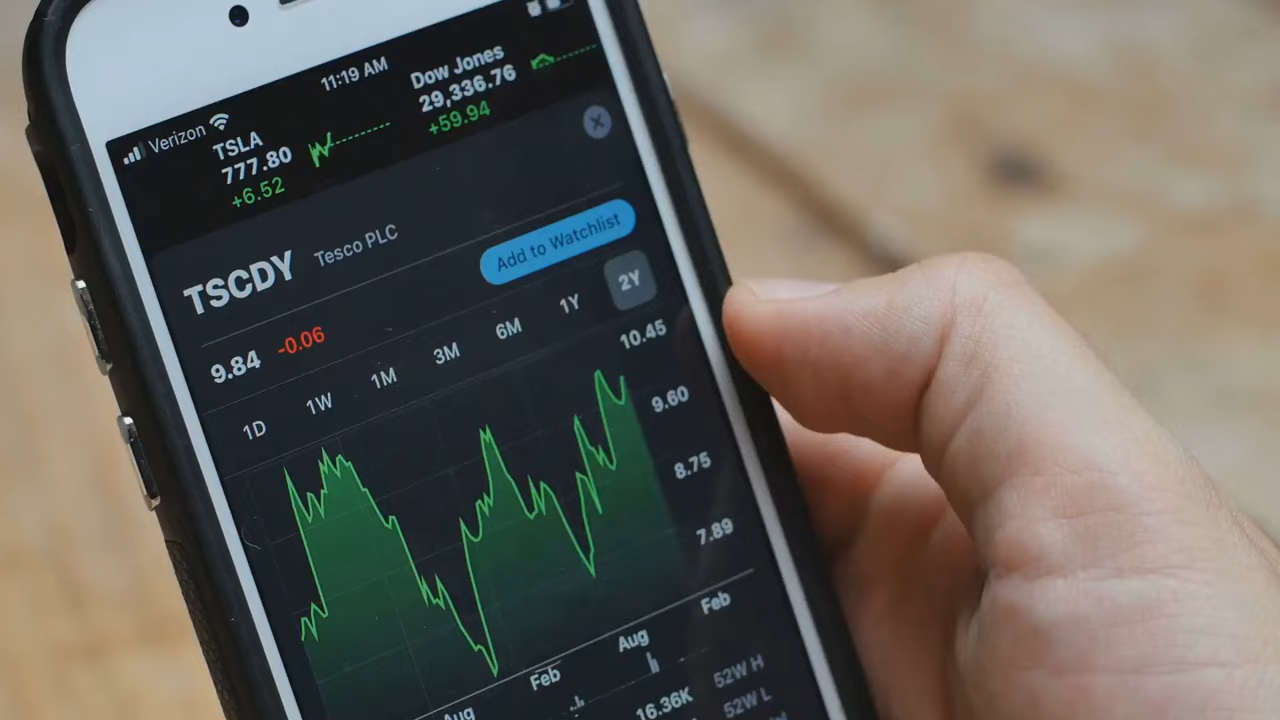 11:19 AM
Verizon
TSLA
777.80
+6.52
Dow Jones
29,336.76
+59.94
TSCDY Tesco PLC
Add to Watchlist
9.84 -0.06
1D 1W 1M 3M 6M 1Y 2Y
10.45
9.60
8.75
7.89
Aug Feb Aug Feb
16.36K
52W H
52W L